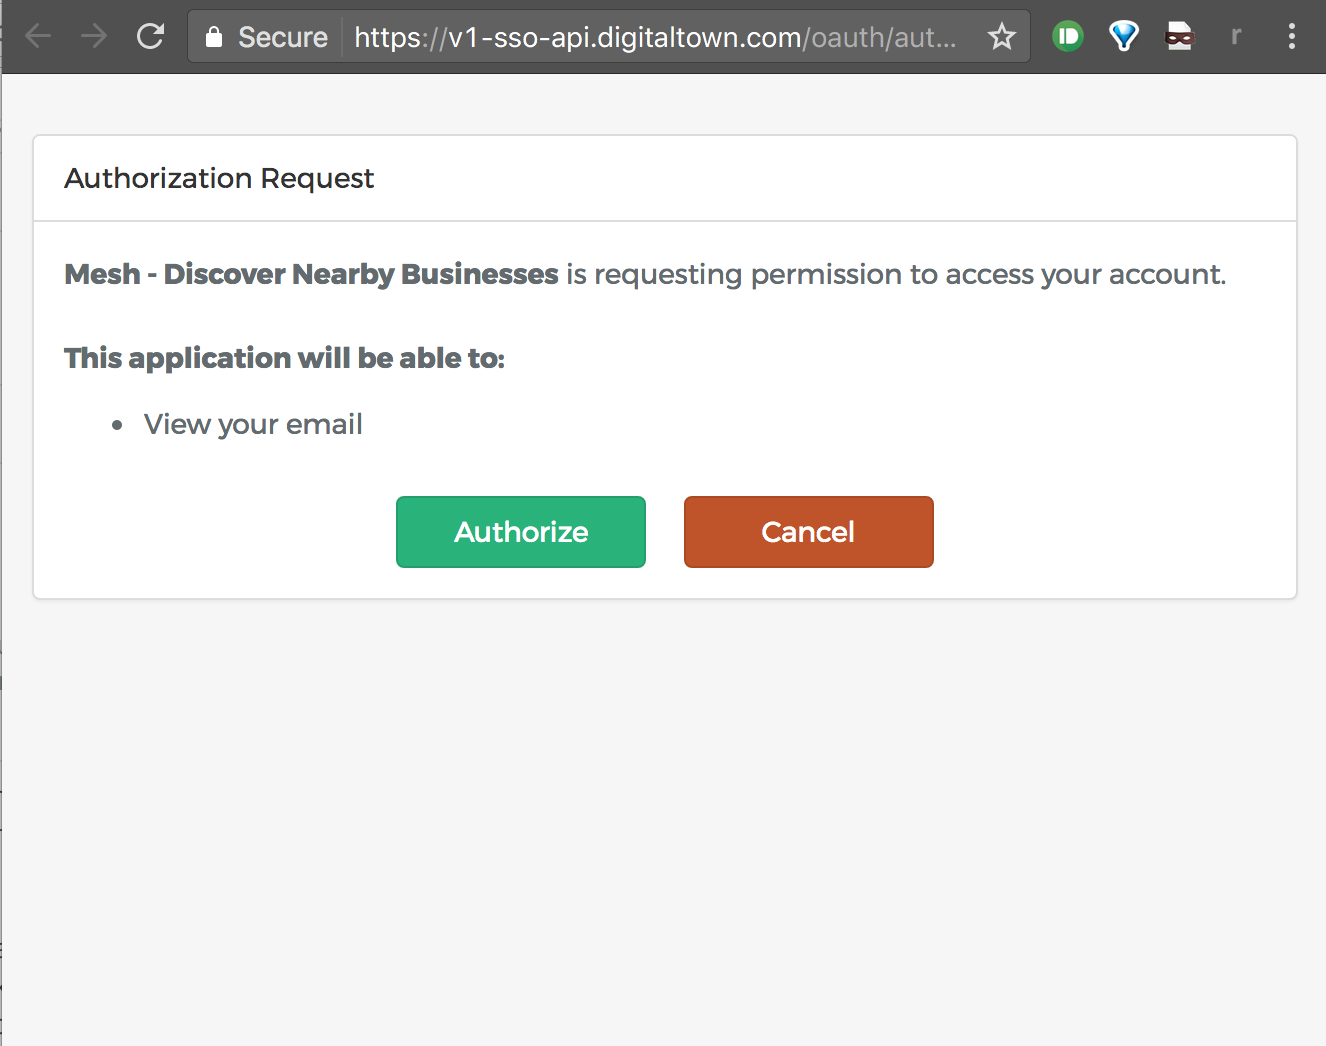 Secure https://v1-sso-api.digitaltown.com/oauth/aut... r
Authorization Request
Mesh - Discover Nearby Businesses is requesting permission to access your account.
This application will be able to:
• View your email
Authorize Cancel